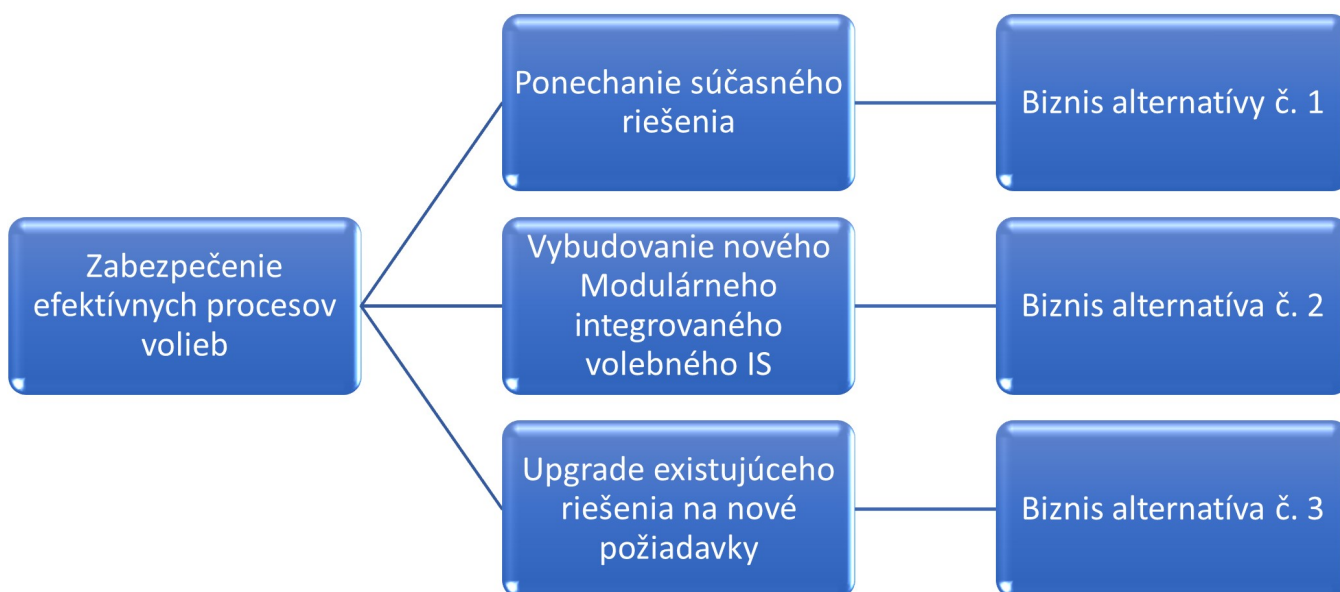 Ponechanie súčasného
riešenia
Biznis alternatívy č. 1
Zabezpečenie
efektívnych procesov
volieb
Vybudovanie nového
Modulárneho
integrovaného
volebného IS
Biznis alternatíva č. 2
Upgrade existujúceho
riešenia na nové
požiadavky
Biznis alternatíva č. 3